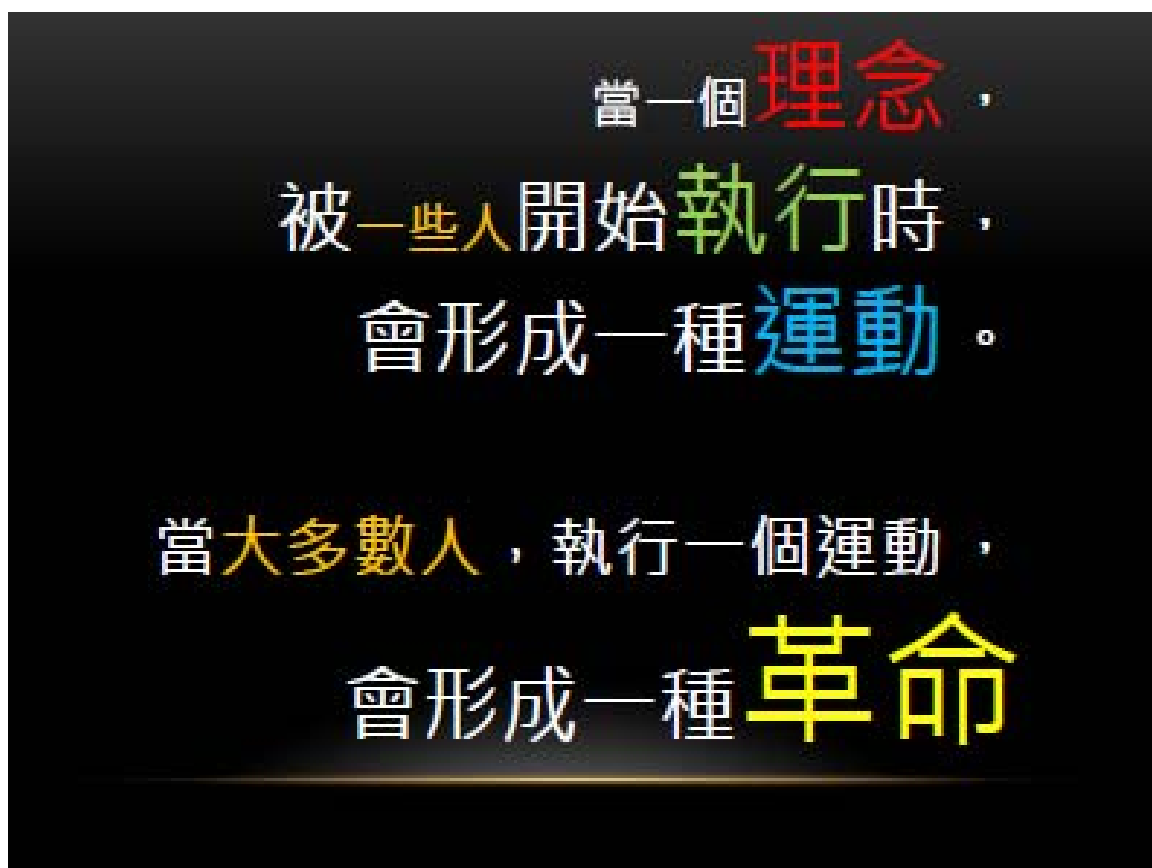 當一個理念，
被一些人開始執行時，
會形成一種運動。
當大多數人，執行一個運動，
會形成一種革命